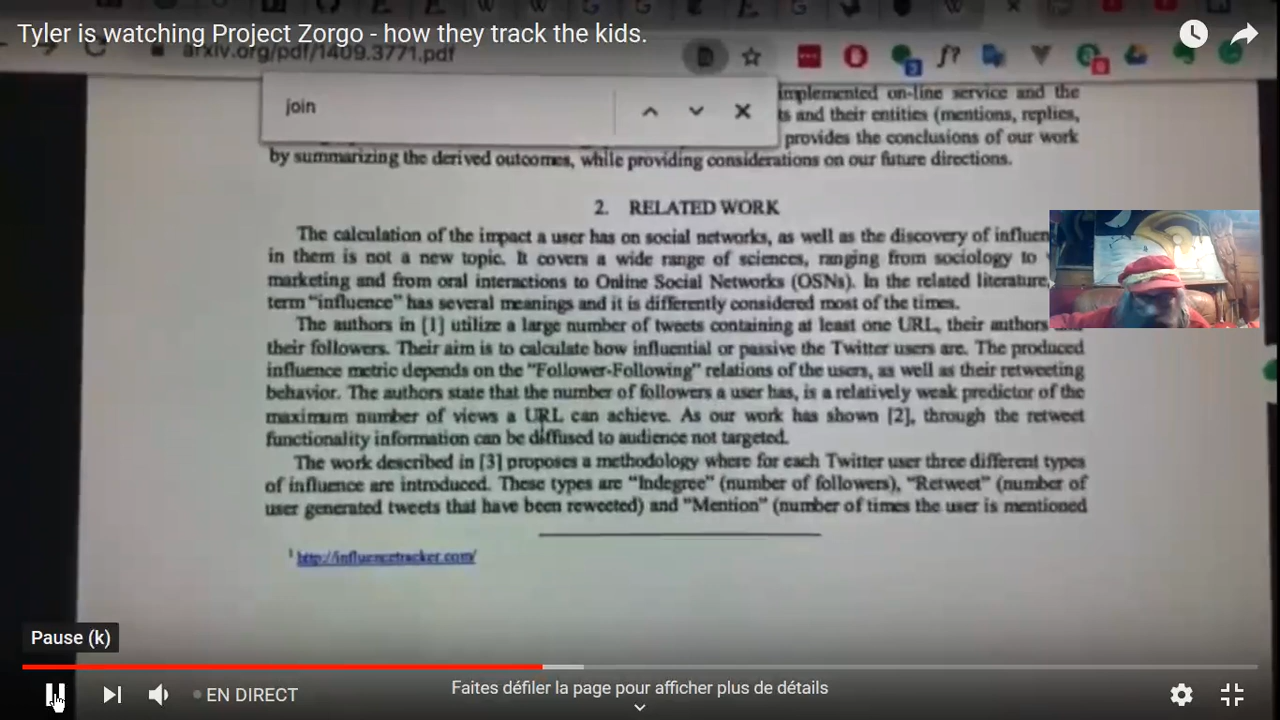 Tyler is watching Project Zorgo - how they track the kids.
arxiv.org/pdf/1409.3771.pdf
f?
join
implemented on-line service and the
ts and their entities (mentions, replies,
provides the conclusions of our work
by summarizing the derived outcomes, while providing considerations on our future directions.
2. RELATED WORK
The calculation of the impact a user has on social networks, as well as the discovery of influen
in them is not a new topic. It covers a wide range of sciences, ranging from sociology to
marketing and from oral interactions to Online Social Networks (OSNs). In the related literature,
term "influence" has several meanings and it is differently considered most of the times.
The authors in [1] utilize a large number of tweets containing at least one URL, their authors
their followers. Their aim is to calculate how influential or passive the Twitter users are. The produced
influence metric depends on the "Follower-Following" relations of the users, as well as their retweeting
behavior. The authors state that the number of followers a user has, is a relatively weak predictor of the
maximum number of views a URL can achieve. As our work has shown [2], through the retweet
functionality information can be diffused to audience not targeted.
The work described in [3] proposes a methodology where for each Twitter user three different types
of influence are introduced. These types are "Indegree" (number of followers), "Retweet" (number of
user generated tweets that have been reweeted) and "Mention" (number of times the user is mentioned
1 http://influencetracker.com/
Pause (k)
EN DIRECT
Faites défiler la page pour afficher plus de détails